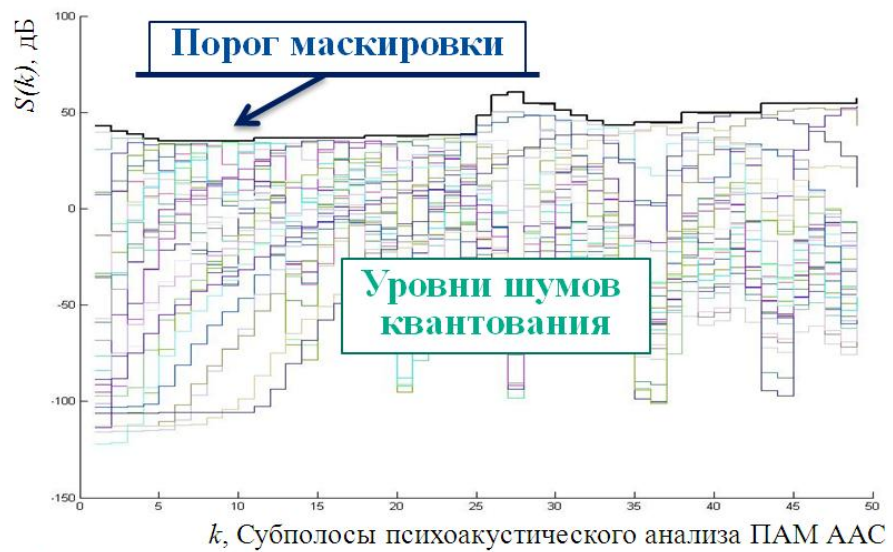 S(k), дБ
100
50
0
-50
-100
-150
Порог маскировки
Уровни шумов
квантования
0 5 10 15 20 25 30 35 40 45 50
k, Субполосы психоакустического анализа ПАМ AAC